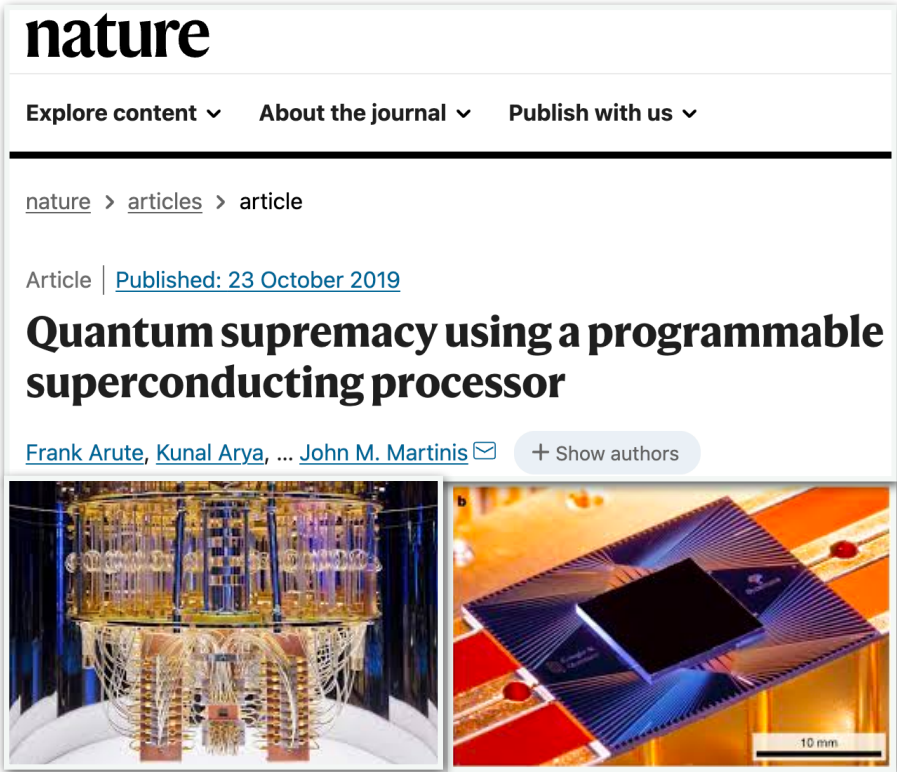 nature
Explore content
About the journal
Publish with us
nature > articles > article
Article | Published: 23 October 2019
Quantum supremacy using a programmable
superconducting processor
Frank Arute, Kunal Arya, ... John M. Martinis
+ Show authors
b
10 mm